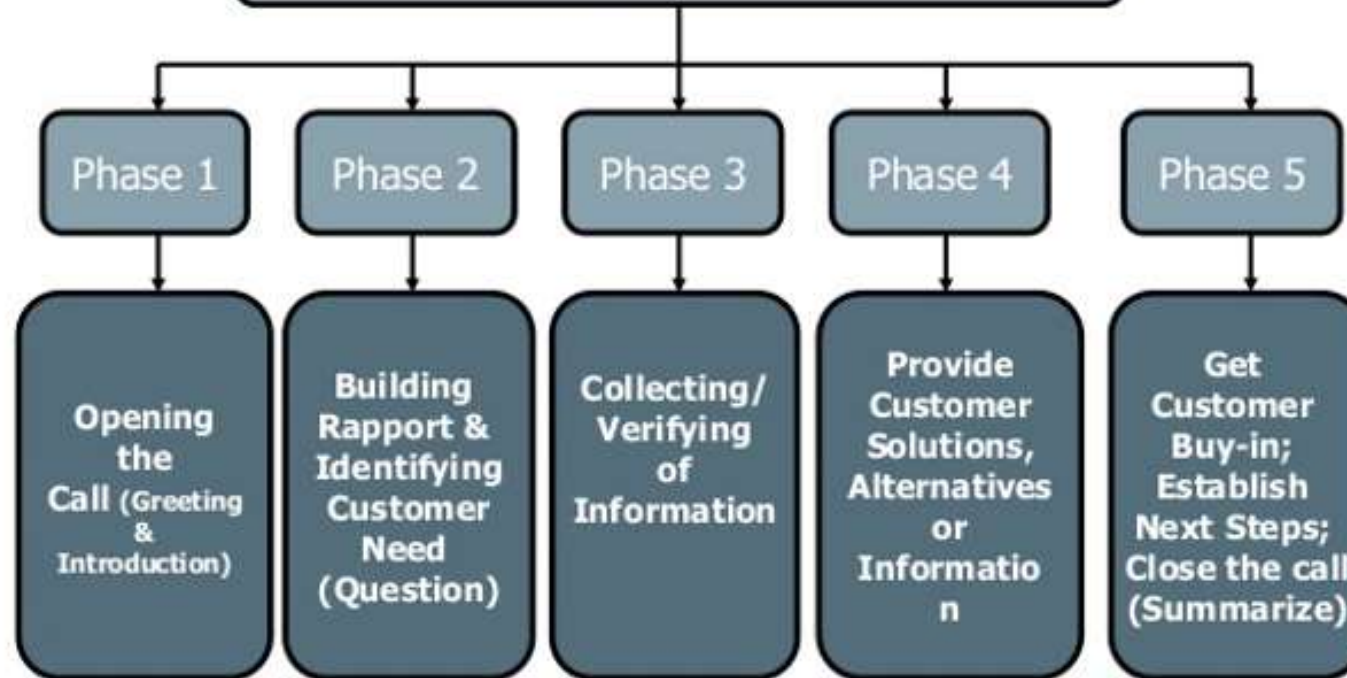 Phase 1
Phase 2
Phase 3
Phase 4
Phase 5
Opening
the
Call (Greeting
&
Introduction)
Building
Rapport &
Identifying
Customer
Need
(Question)
Collecting/
Verifying
of
Information
Provide
Customer
Solutions,
Alternatives
or
Informatio
n
Get
Customer
Buy-in;
Establish
Next Steps;
Close the call
(Summarize)